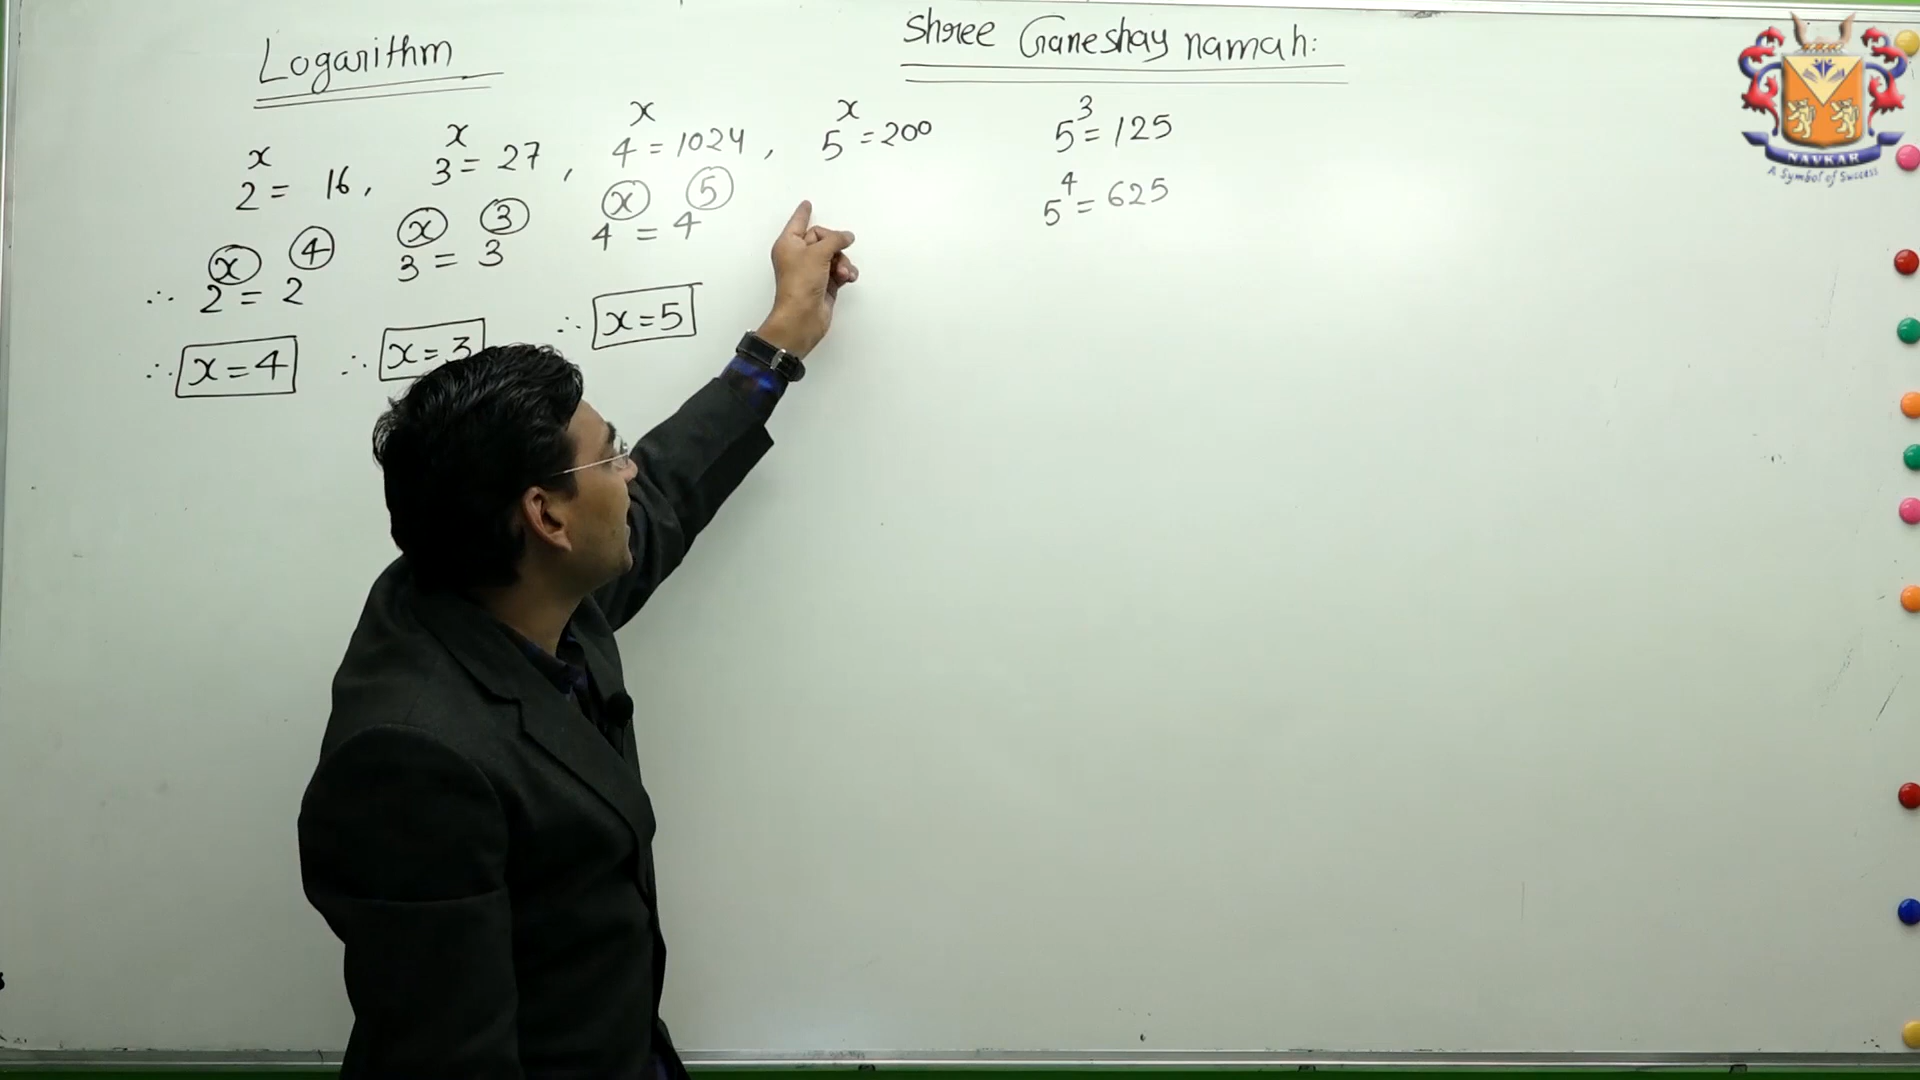 Shree Ganeshay namah:
Logarithm
2^x = 16, 3^x = 27, 4^x = 1024, 5^x = 200
∴ 2^x = 2^4 3^x = 3^3 4^x = 4^5
∴ x = 4 ∴ x = 3 ∴ x = 5
5^3 = 125
5^4 = 625
NAVKAR
A Symbol of Success